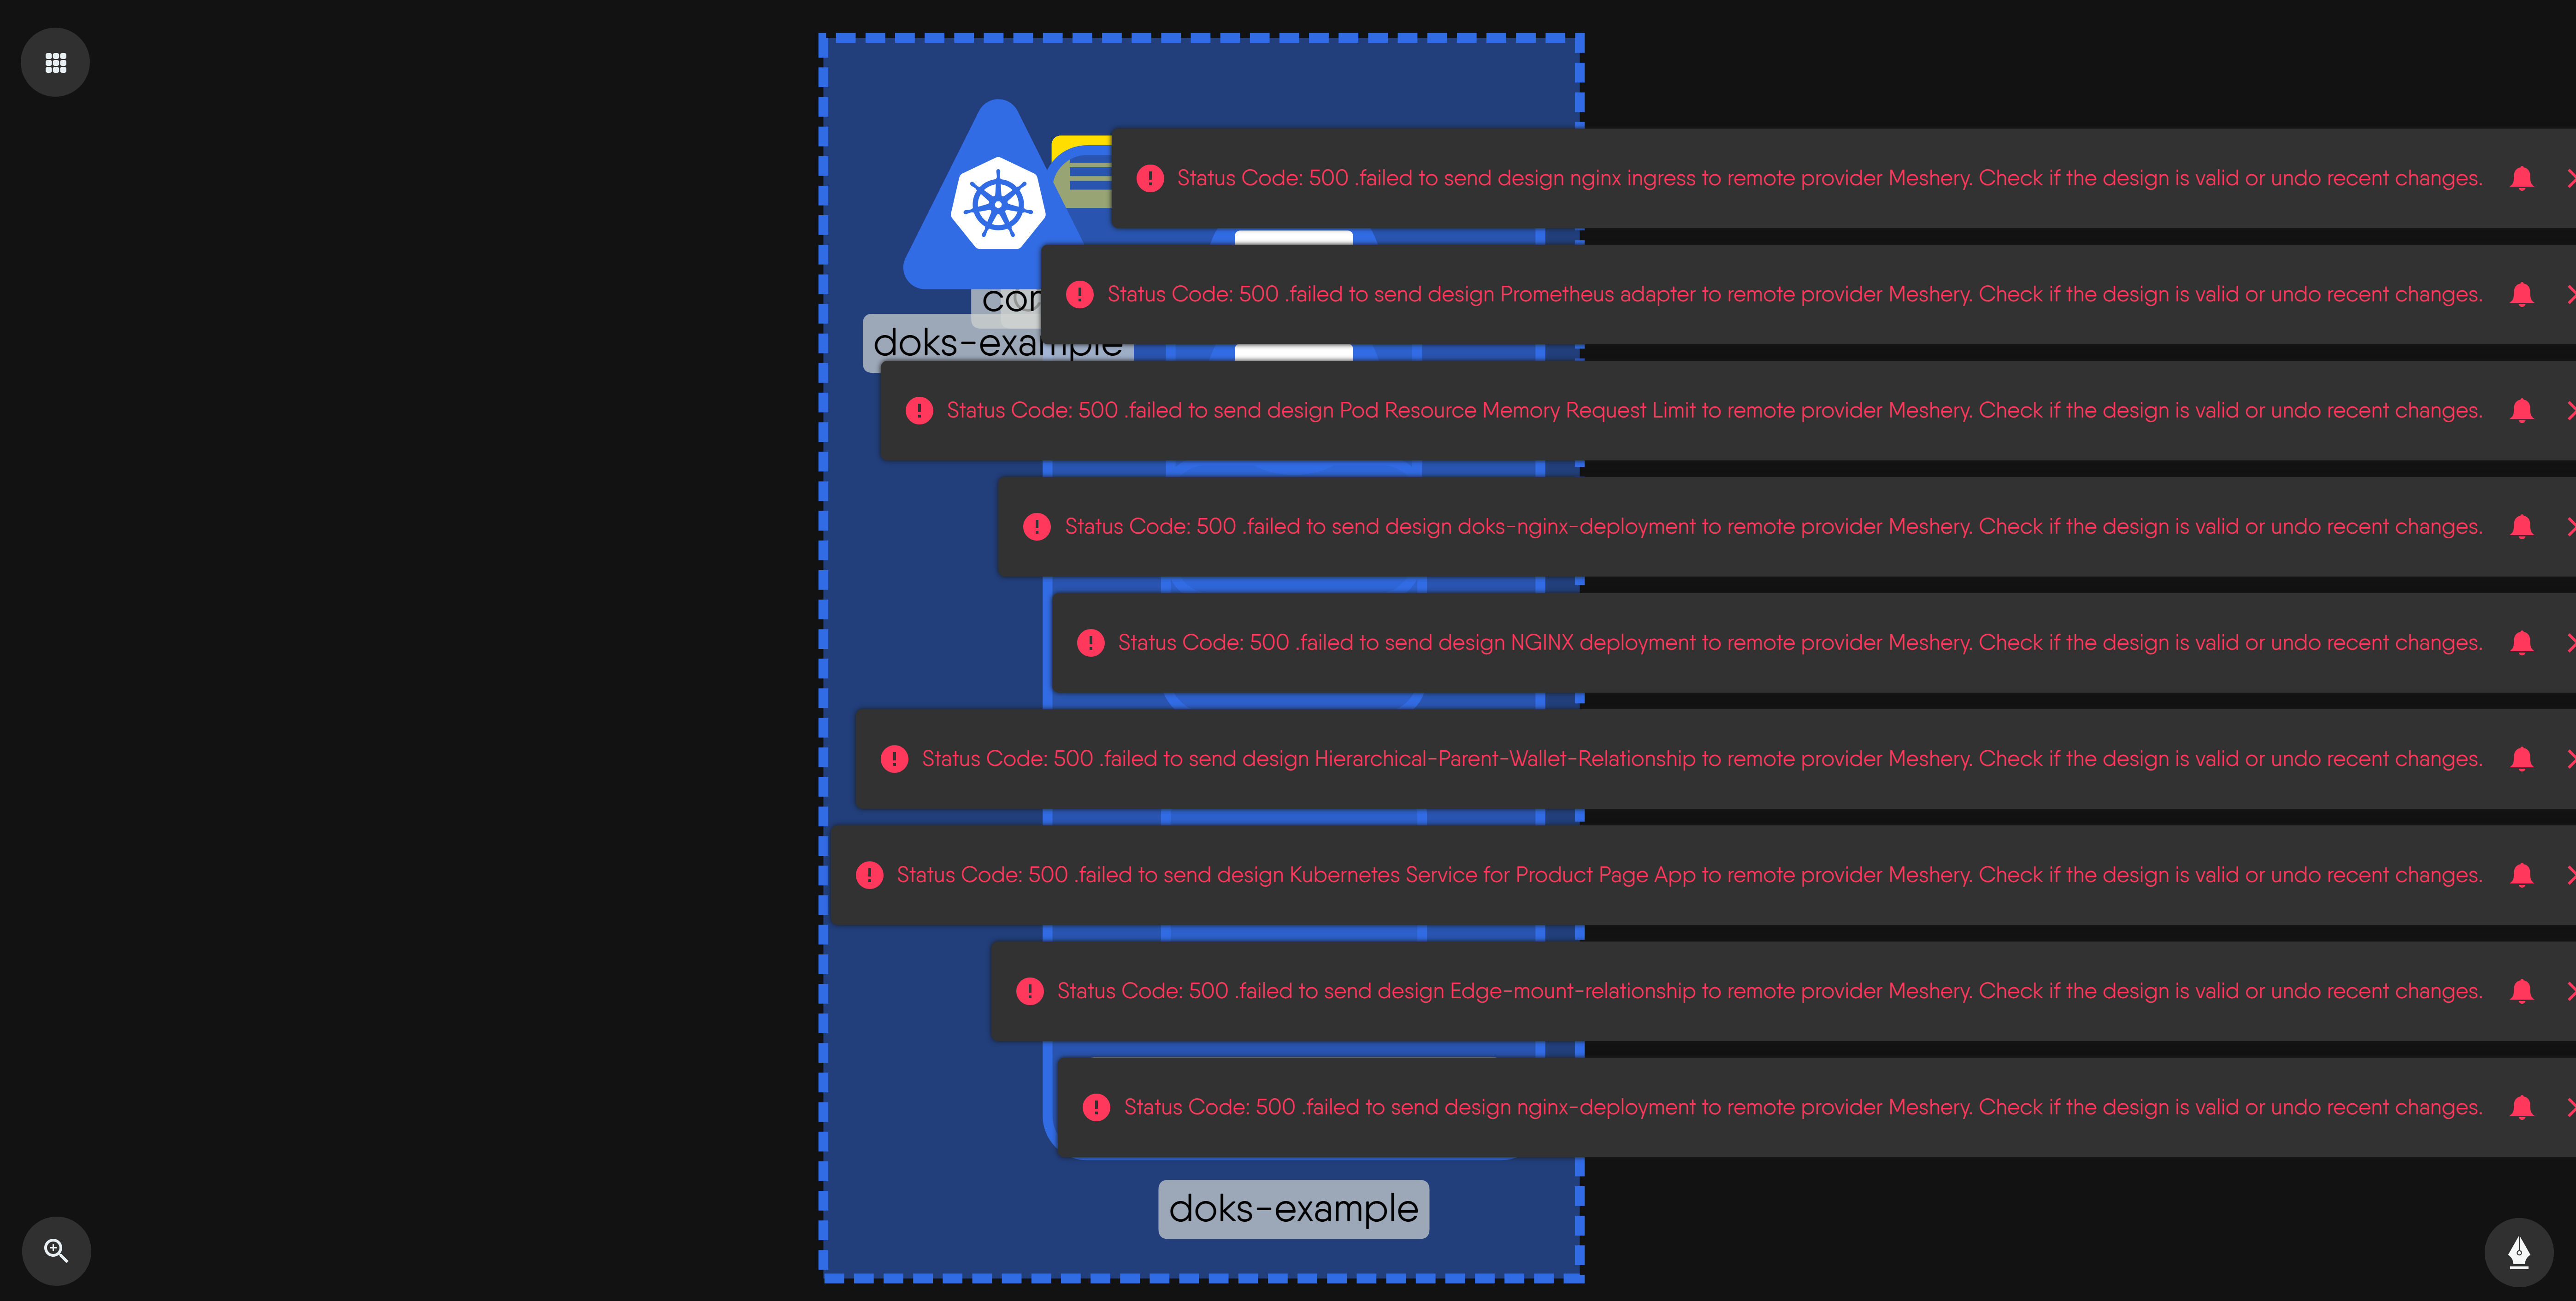 Status Code: 500 .failed to send design nginx ingress to remote provider Meshery. Check if the design is valid or undo recent changes.
Status Code: 500 .failed to send design Prometheus adapter to remote provider Meshery. Check if the design is valid or undo recent changes.
doks-example
Status Code: 500 .failed to send design Pod Resource Memory Request Limit to remote provider Meshery. Check if the design is valid or undo recent changes.
Status Code: 500 .failed to send design doks-nginx-deployment to remote provider Meshery. Check if the design is valid or undo recent changes.
Status Code: 500 .failed to send design NGINX deployment to remote provider Meshery. Check if the design is valid or undo recent changes.
Status Code: 500 .failed to send design Hierarchical-Parent-Wallet-Relationship to remote provider Meshery. Check if the design is valid or undo recent changes.
Status Code: 500 .failed to send design Kubernetes Service for Product Page App to remote provider Meshery. Check if the design is valid or undo recent changes.
Status Code: 500 .failed to send design Edge-mount-relationship to remote provider Meshery. Check if the design is valid or undo recent changes.
Status Code: 500 .failed to send design nginx-deployment to remote provider Meshery. Check if the design is valid or undo recent changes.
doks-example